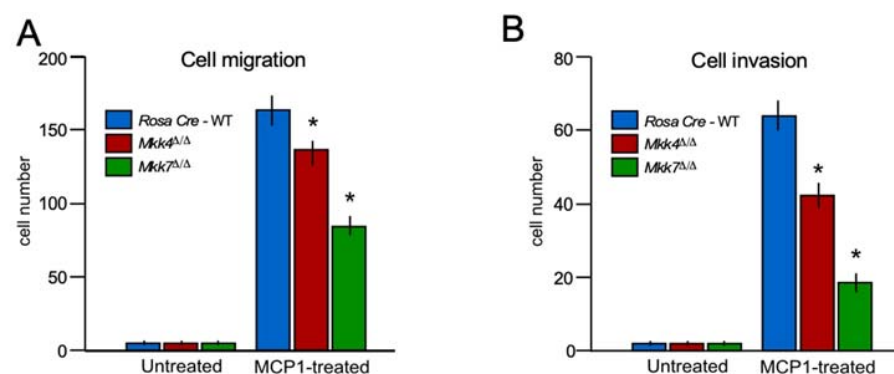 A
Cell migration
200
150
100
50
0
cell number
Rosa Cre - WT
Mkk4Δ/Δ
Mkk7Δ/Δ
*
*
Untreated
MCP1-treated
B
Cell invasion
80
60
40
20
0
cell number
Rosa Cre - WT
Mkk4Δ/Δ
Mkk7Δ/Δ
*
*
Untreated
MCP1-treated